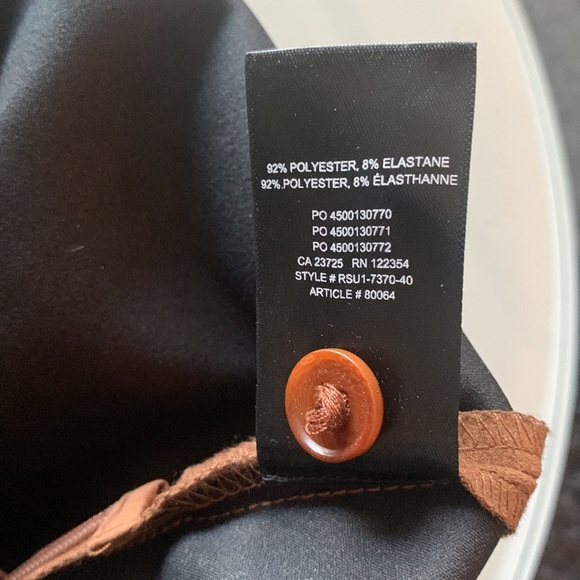 92% POLYESTER, 8% ELASTANE
92% POLYESTER, 8% ÉLASTHANNE
PO 4500130770
PO 4500130771
PO 4500130772
CA 23725 RN 122354
STYLE # RSU1-7370-40
ARTICLE # 80064